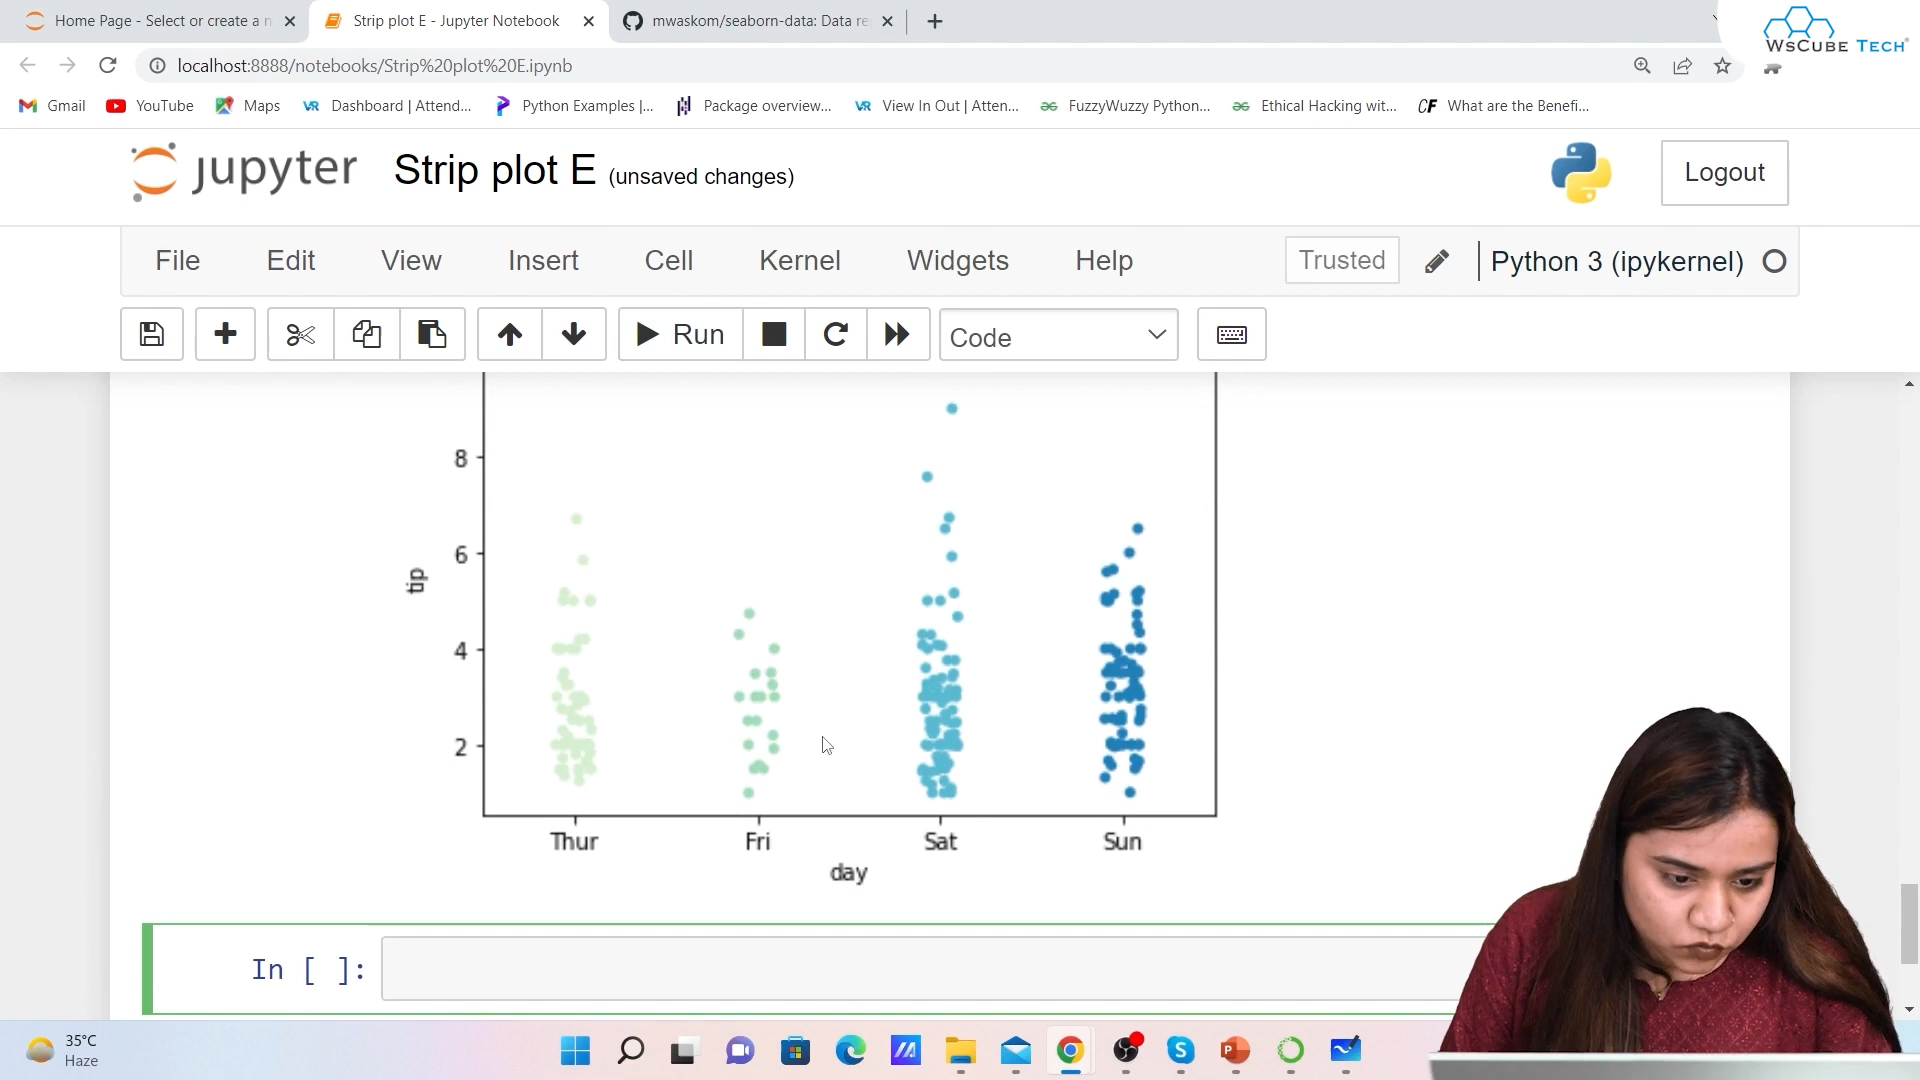 Home Page - Select or create a n
Strip plot E - Jupyter Notebook
mwaskom/seaborn-data: Data re
WsCUBE TECH
localhost:8888/notebooks/Strip%20plot%20E.ipynb
Gmail
YouTube
Maps
Dashboard | Attend...
Python Examples |...
Package overview...
View In Out | Atten...
FuzzyWuzzy Python...
Ethical Hacking wit...
CF What are the Benefi...
jupyter
Strip plot E (unsaved changes)
Logout
File Edit View Insert Cell Kernel Widgets Help
Trusted
Python 3 (ipykernel)
Run
Code
8
6
4
2
tip
Thur Fri Sat Sun
day
In [ ]:
35°C
Haze